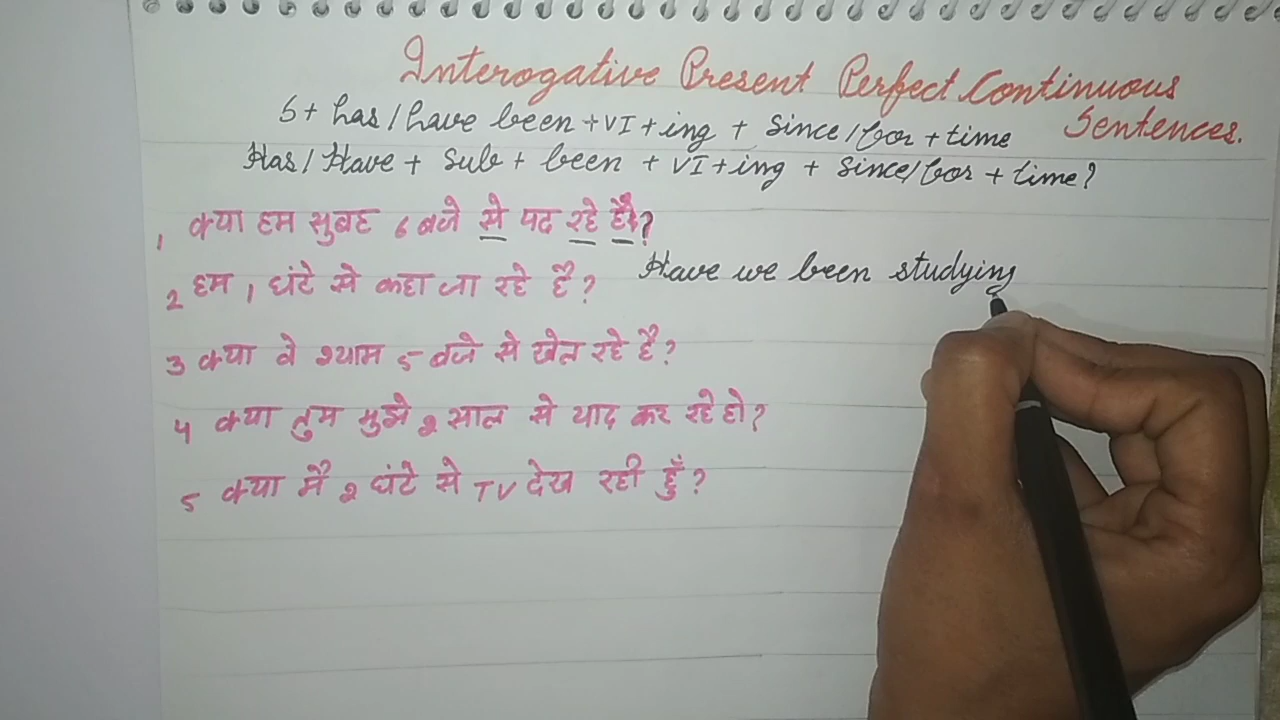 Interogative Present Perfect Continuous
Sentences.
S + has / have been + VI + ing + since / for + time
Has / Have + sub + been + VI + ing + since / for + time?
1 क्या हम सुबह 6 बजे से पढ रहे हैं?
Have we been studying
2 हम 1 घंटे से कहा जा रहे है?
3 क्या वे श्याम 5 बजे से खेल रहे है?
4 क्या तुम मुझे 2 साल से याद कर रहे हो?
5 क्या मै 2 घंटे से TV देख रही हुँ?